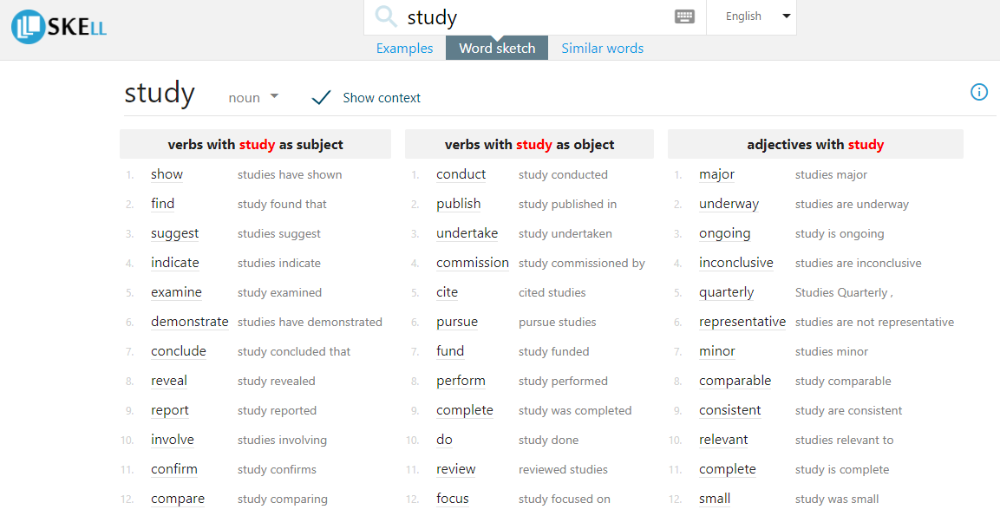 SKELL study English
Examples Word sketch Similar words
study noun Show context
verbs with study as subject
1. show studies have shown
2. find study found that
3. suggest studies suggest
4. indicate studies indicate
5. examine study examined
6. demonstrate studies have demonstrated
7. conclude study concluded that
8. reveal study revealed
9. report study reported
10. involve studies involving
11. confirm study confirms
12. compare study comparing
verbs with study as object
1. conduct study conducted
2. publish study published in
3. undertake study undertaken
4. commission study commissioned by
5. cite cited studies
6. pursue pursue studies
7. fund study funded
8. perform study performed
9. complete study was completed
10. do study done
11. review reviewed studies
12. focus study focused on
adjectives with study
1. major studies major
2. underway studies are underway
3. ongoing study is ongoing
4. inconclusive studies are inconclusive
5. quarterly Studies Quarterly ,
6. representative studies are not representative
7. minor studies minor
8. comparable study comparable
9. consistent study are consistent
10. relevant studies relevant to
11. complete study is complete
12. small study was small